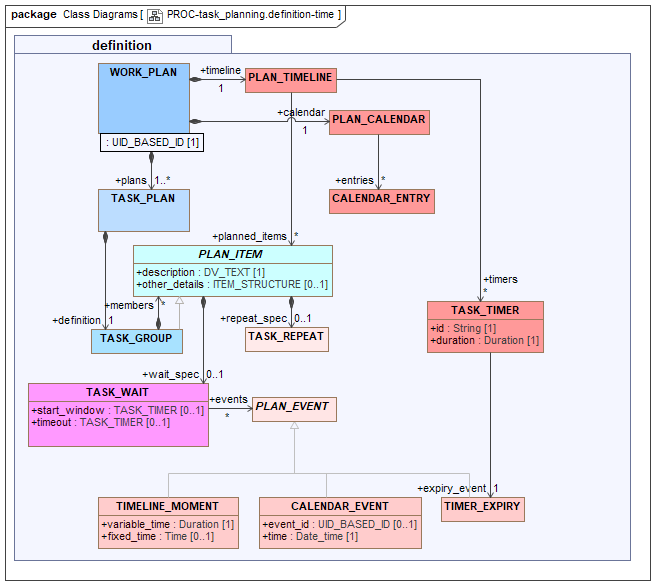 package Class Diagrams [ PROC-task_planning.definition-time ]
definition
WORK_PLAN
: UID_BASED_ID [1]
+timeline
1
PLAN_TIMELINE
+calendar
1
PLAN_CALENDAR
+entries *
CALENDAR_ENTRY
+plans 1..*
TASK_PLAN
+planned_items *
PLAN_ITEM
+description : DV_TEXT [1]
+other_details : ITEM_STRUCTURE [0..1]
+timers
*
TASK_TIMER
+id : String [1]
+duration : Duration [1]
+members *
+definition 1
TASK_GROUP
+repeat_spec 0..1
TASK_REPEAT
+wait_spec 0..1
TASK_WAIT
+start_window : TASK_TIMER [0..1]
+timeout : TASK_TIMER [0..1]
+events
*
PLAN_EVENT
+expiry_event 1
TIMELINE_MOMENT
+variable_time : Duration [1]
+fixed_time : Time [0..1]
CALENDAR_EVENT
+event_id : UID_BASED_ID [0..1]
+time : Date_time [1]
TIMER_EXPIRY